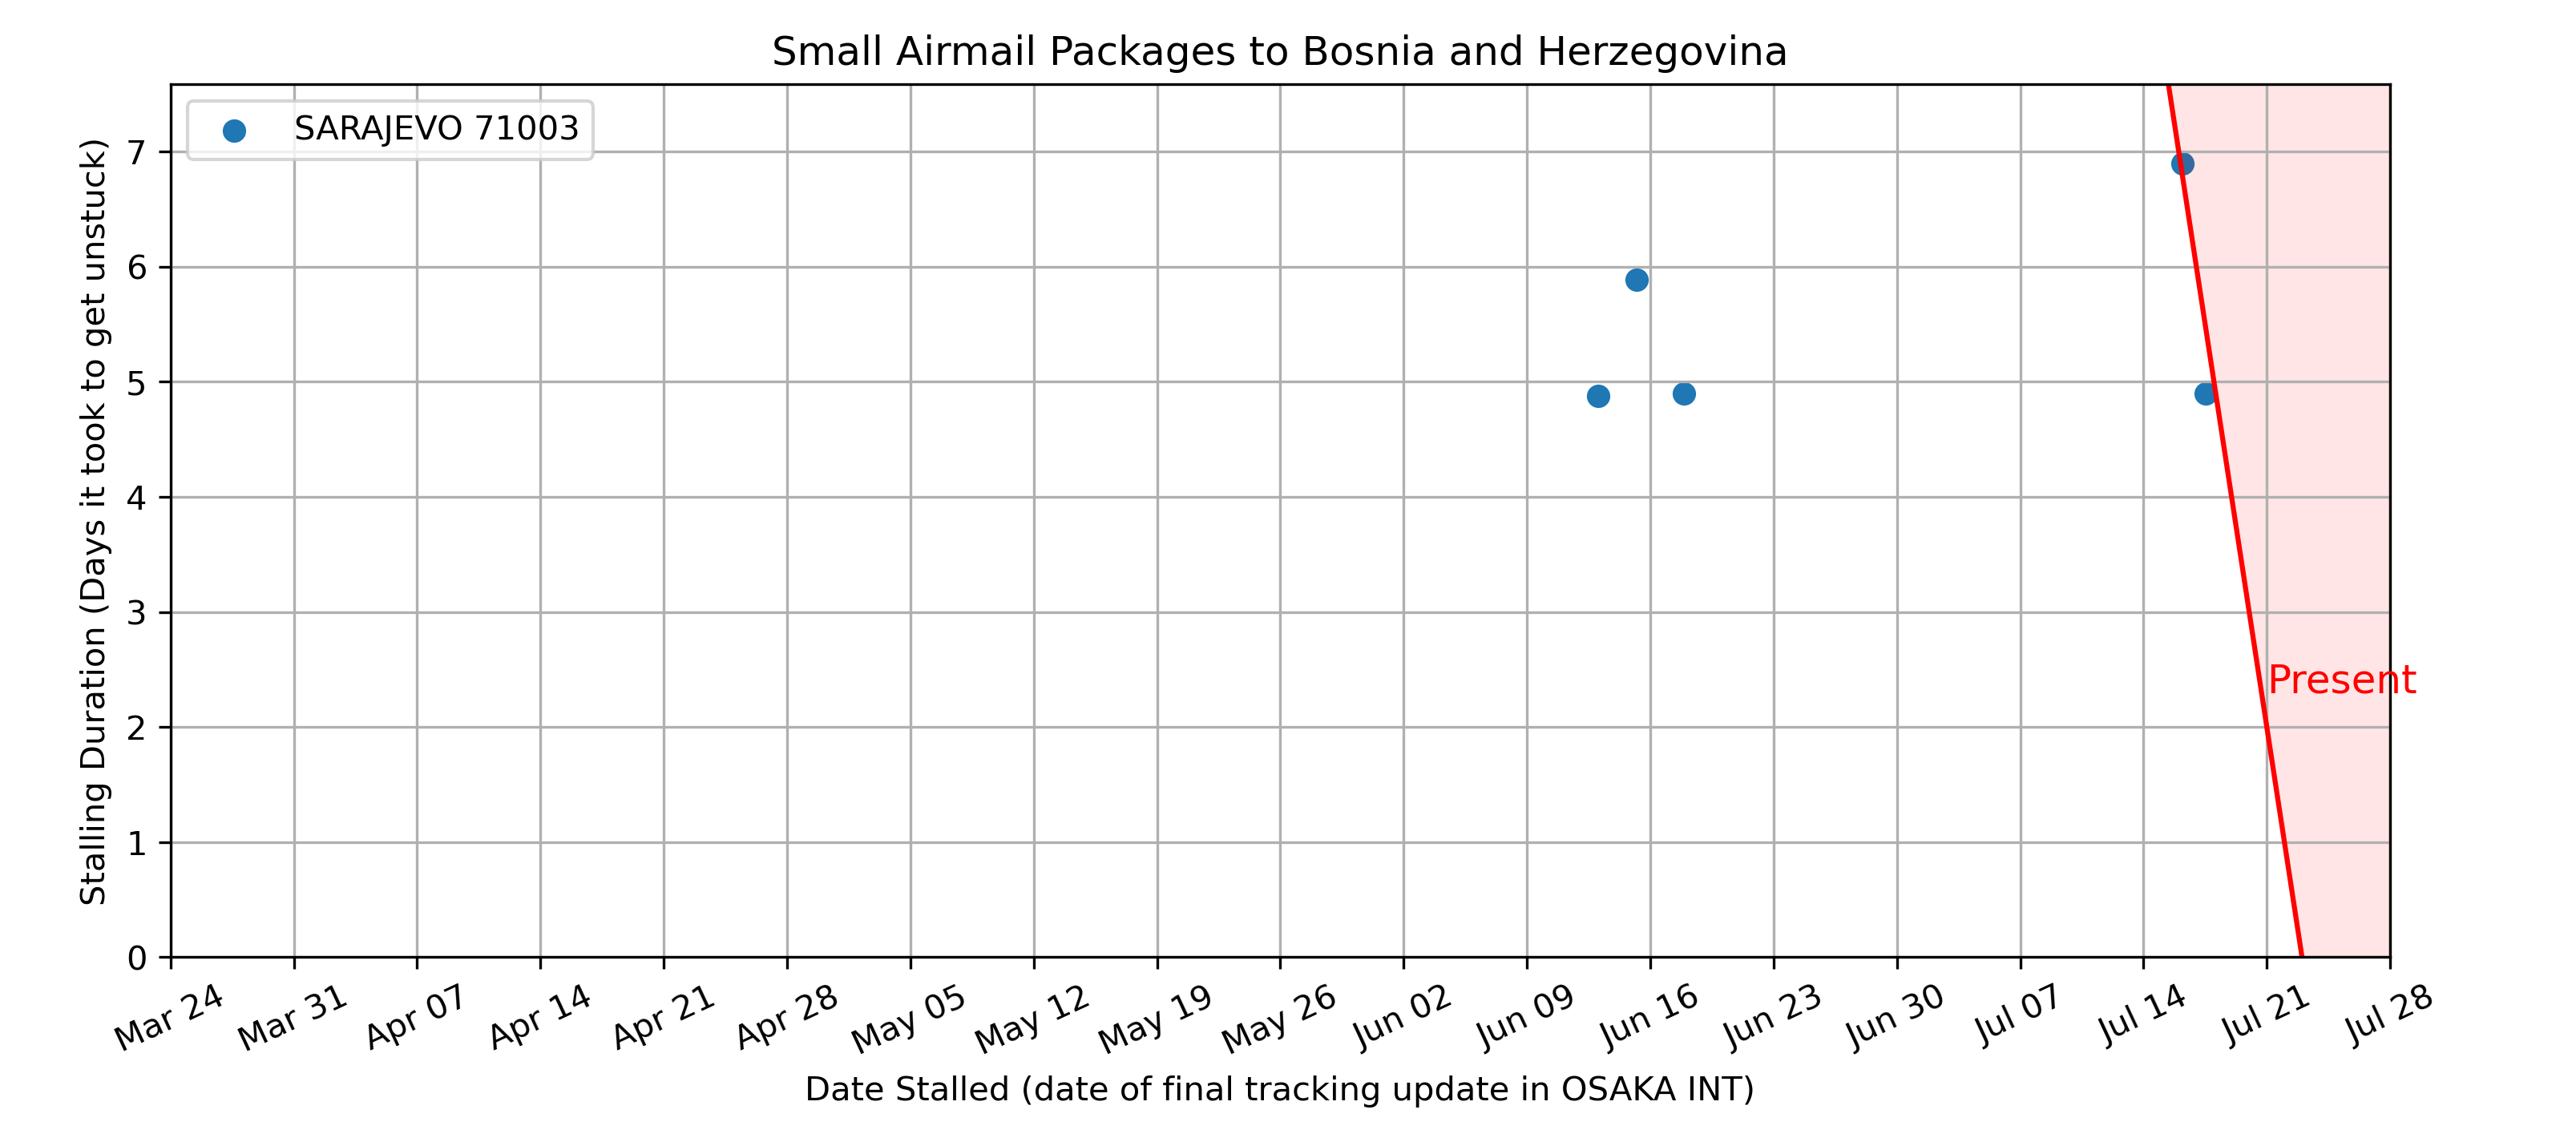 Small Airmail Packages to Bosnia and Herzegovina
SARAJEVO 71003
Stalling Duration (Days it took to get unstuck)
7
6
5
4
3
2
1
0
Present
Mar 24
Mar 31
Apr 07
Apr 14
Apr 21
Apr 28
May 05
May 12
May 19
May 26
Jun 02
Jun 09
Jun 16
Jun 23
Jun 30
Jul 07
Jul 14
Jul 21
Jul 28
Date Stalled (date of final tracking update in OSAKA INT)